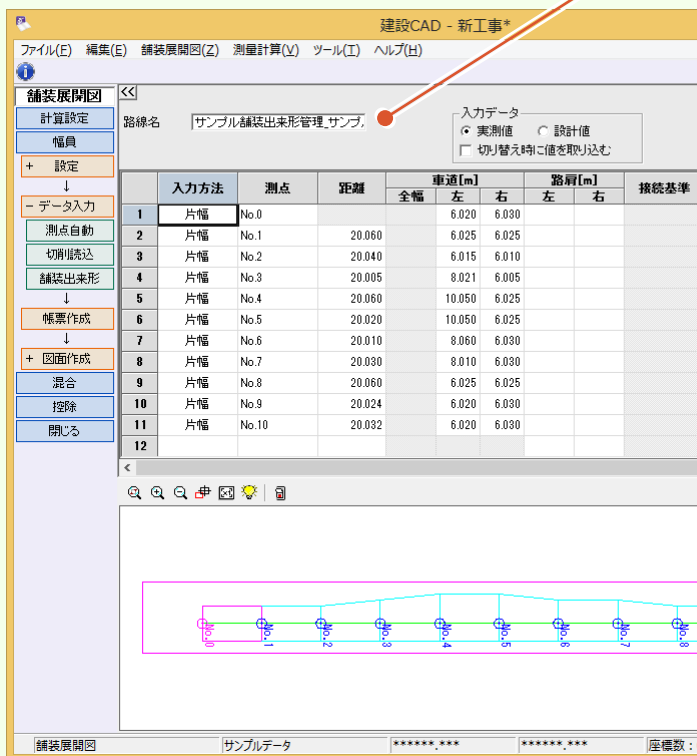 建設CAD - 新工事*
ファイル(F) 編集(E) 舗装展開図(Z) 測量計算(V) ツール(T) ヘルプ(H)
舗装展開図
計算設定
幅員
+ 設定
↓
- データ入力
測点自動
切削読込
舗装出来形
↓
帳票作成
↓
+ 図面作成
混合
控除
閉じる
<<
路線名 サンプル舗装出来形管理_サンプ
入力データ
実測値 設計値
切り替え時に値を取り込む
入力方法 測点 距離 車道[m] 路肩[m] 接続基準
全幅 左 右 左 右
1 片幅 No.0 6.020 6.030
2 片幅 No.1 20.060 6.025 6.025
3 片幅 No.2 20.040 6.015 6.010
4 片幅 No.3 20.005 8.021 6.005
5 片幅 No.4 20.060 10.050 6.025
6 片幅 No.5 20.020 10.050 6.025
7 片幅 No.6 20.010 8.060 6.030
8 片幅 No.7 20.030 8.010 6.030
9 片幅 No.8 20.060 6.025 6.025
10 片幅 No.9 20.024 6.020 6.030
11 片幅 No.10 20.032 6.020 6.030
12
<
No.0 No.1 No.2 No.3 No.4 No.5 No.6 No.7 No.8
舗装展開図 サンプルデータ ******.*** ******.*** 座標数：